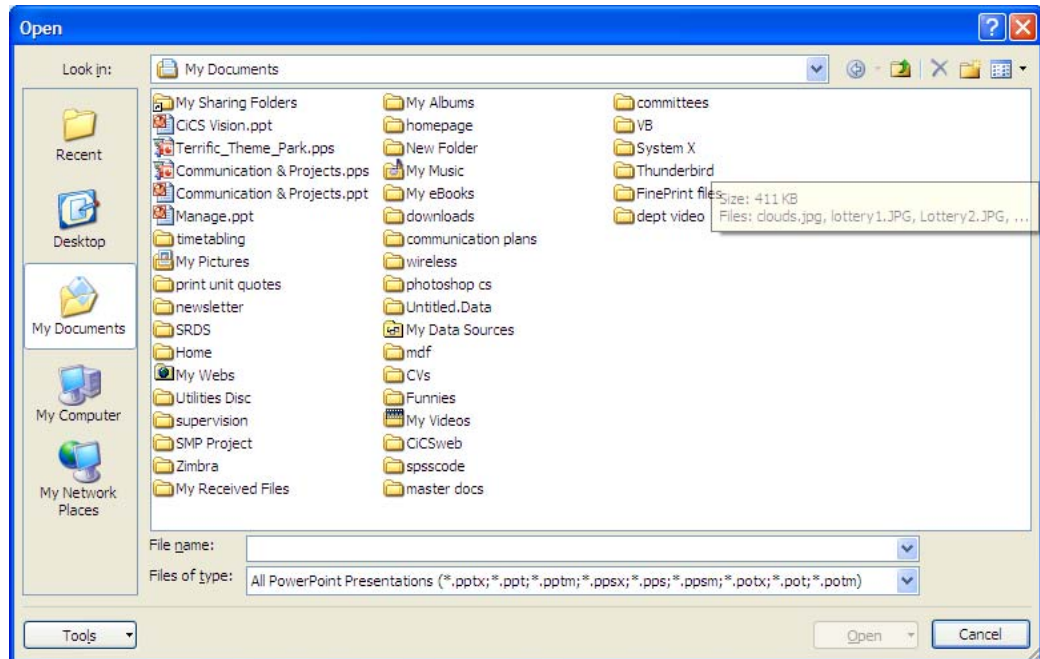 Open
Look in:
My Documents
Recent
Desktop
My Documents
My Computer
My Network
Places
My Sharing Folders
CiCS Vision.ppt
Terrific_Theme_Park.pps
Communication & Projects.pps
Communication & Projects.ppt
Manage.ppt
timetabling
My Pictures
print unit quotes
newsletter
SRDS
Home
My Webs
Utilities Disc
supervision
SMP Project
Zimbra
My Received Files
My Albums
homepage
New Folder
My Music
My eBooks
downloads
communication plans
wireless
photoshop cs
Untitled.Data
My Data Sources
mdf
CVs
Funnies
My Videos
CiCSweb
spsscode
master docs
committees
VB
System X
Thunderbird
FinePrint files
dept video
Size: 411 KB
Files: clouds.jpg, lottery1.JPG, Lottery2.JPG, ...
File name:
Files of type:
All PowerPoint Presentations (*.pptx;*.ppt;*.pptm;*.ppsx;*.pps;*.ppsm;*.potx;*.pot;*.potm)
Tools
Open
Cancel